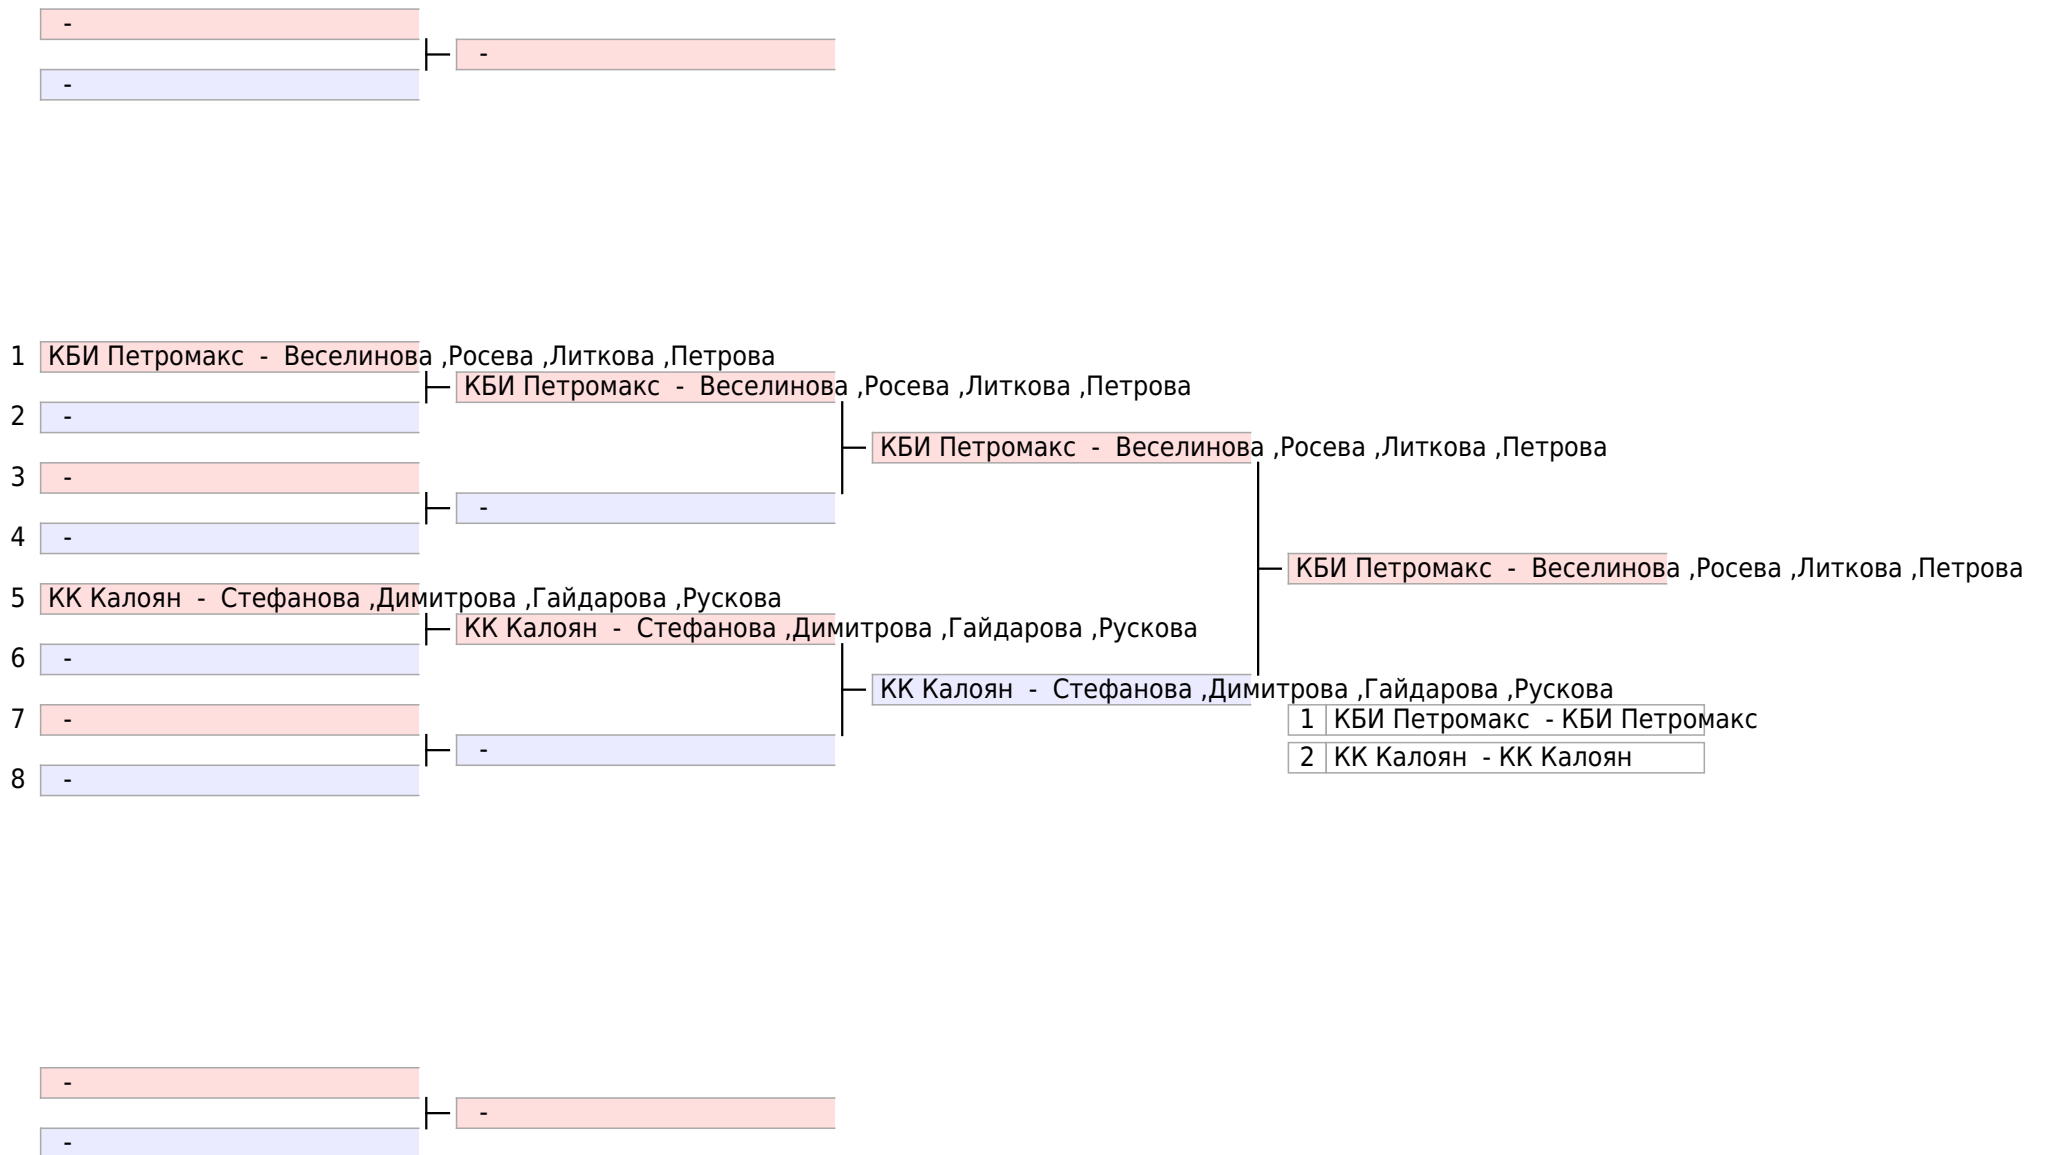 -
-
-
1 КБИ Петромакс - Веселинова ,Росева ,Литкова ,Петрова
КБИ Петромакс - Веселинова ,Росева ,Литкова ,Петрова
2 -
КБИ Петромакс - Веселинова ,Росева ,Литкова ,Петрова
3 -
-
4 -
КБИ Петромакс - Веселинова ,Росева ,Литкова ,Петрова
5 КК Калоян - Стефанова ,Димитрова ,Гайдарова ,Рускова
КК Калоян - Стефанова ,Димитрова ,Гайдарова ,Рускова
6 -
КК Калоян - Стефанова ,Димитрова ,Гайдарова ,Рускова
7 -
1 КБИ Петромакс - КБИ Петромакс
-
2 КК Калоян - КК Калоян
8 -
-
-
-